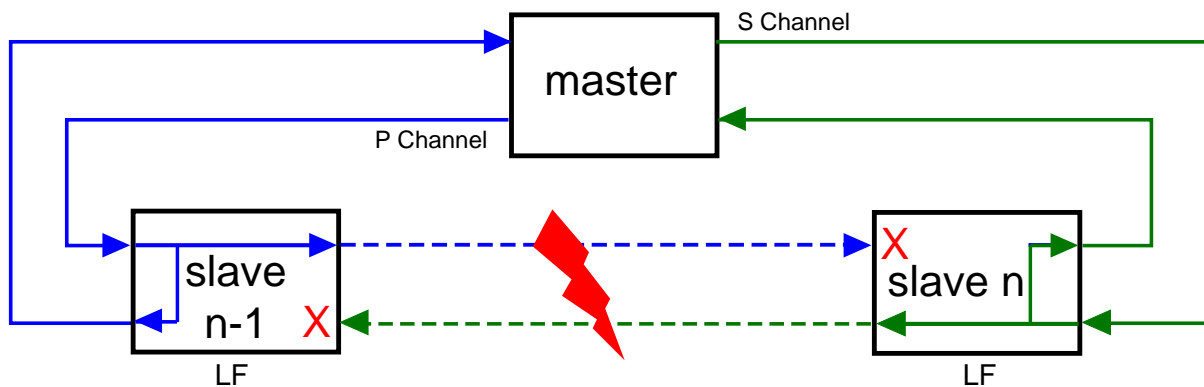 S Channel
master
P Channel
slave
n-1
X
LF
X
slave n
LF